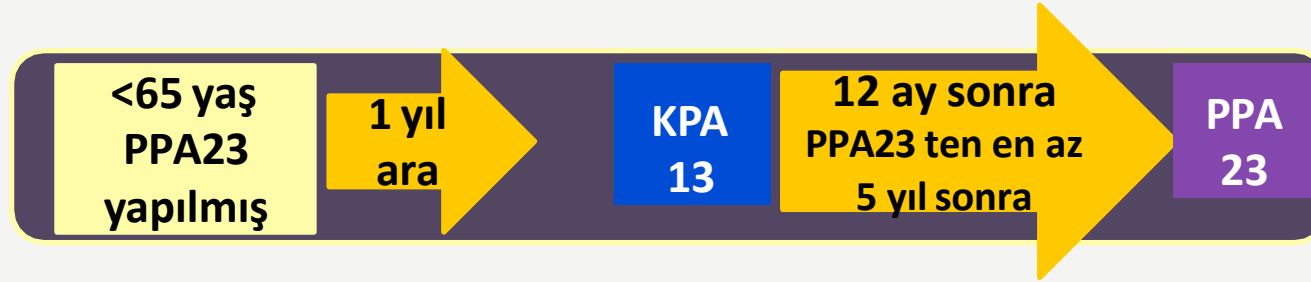 <65 yaş
PPA23
yapılmış
1 yıl
ara
KPA
13
12 ay sonra
PPA23 ten en az
5 yıl sonra
PPA
23